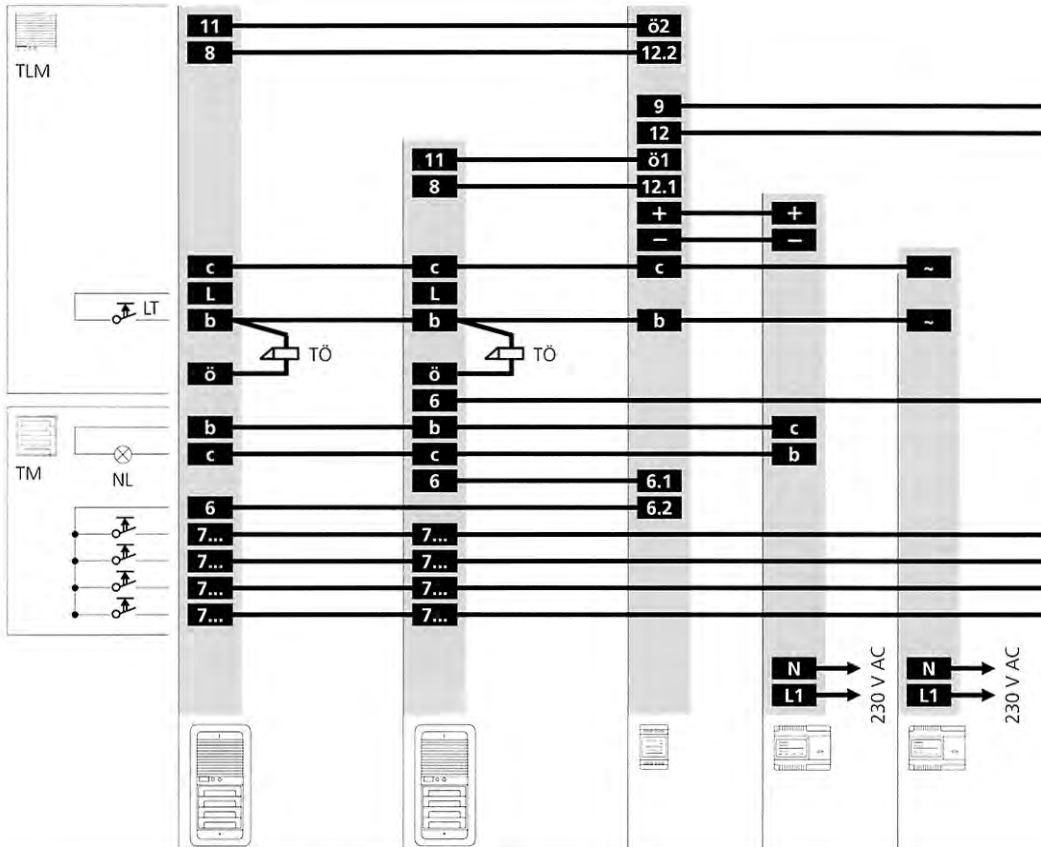 11 ö2
TLM
8 12.2
9
12
11 ö1
8 12.1
+ +
− −
c c c ~
L L
LT
b b b ~
TÖ TÖ
ö ö
6
b b c
TM
NL
c c b
6 6.1
6 6.2
7... 7...
7... 7...
7... 7...
7... 7...
N N
L1 L1
230 V AC 230 V AC